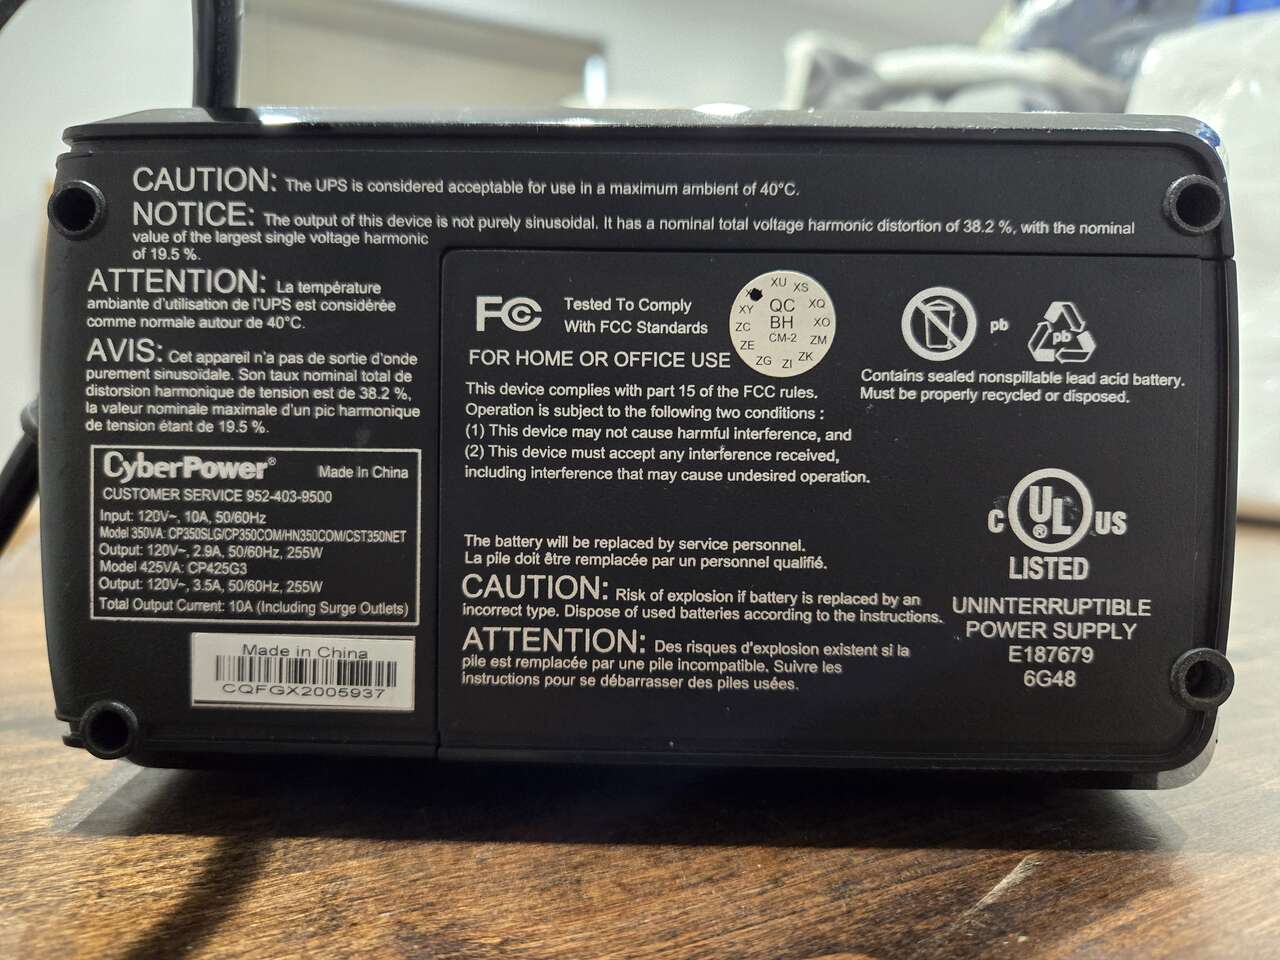 CAUTION: The UPS is considered acceptable for use in a maximum ambient of 40°C.
NOTICE: The output of this device is not purely sinusoidal. It has a nominal total voltage harmonic distortion of 38.2 %, with the nominal
value of the largest single voltage harmonic
of 19.5 %.
ATTENTION: La température
ambiante d'utilisation de l'UPS est considérée
comme normale autour de 40°C.
AVIS: Cet appareil n'a pas de sortie d'onde
purement sinusoïdale. Son taux nominal total de
distorsion harmonique de tension est de 38.2 %,
la valeur nominale maximale d'un pic harmonique
de tension étant de 19.5 %.
CyberPower® Made In China
CUSTOMER SERVICE 952-403-9500
Input: 120V~, 10A, 50/60Hz
Model 350VA: CP350SLG/CP350COM/HN350COM/CST350NET
Output: 120V~, 2.9A, 50/60Hz, 255W
Model 425VA: CP425G3
Output: 120V~, 3.5A, 50/60Hz, 255W
Total Output Current: 10A (Including Surge Outlets)
Made in China
CQFGX2005937
FC Tested To Comply
With FCC Standards
FOR HOME OR OFFICE USE
This device complies with part 15 of the FCC rules.
Operation is subject to the following two conditions :
(1) This device may not cause harmful interference, and
(2) This device must accept any interference received,
including interference that may cause undesired operation.
XU XS
XY QC XQ
BH XO
ZC CM-2 ZM
ZE ZK
ZG ZI
pb pb
Contains sealed nonspillable lead acid battery.
Must be properly recycled or disposed.
The battery will be replaced by service personnel.
La pile doit être remplacée par un personnel qualifié.
CAUTION: Risk of explosion if battery is replaced by an
incorrect type. Dispose of used batteries according to the instructions.
ATTENTION: Des risques d'explosion existent si la
pile est remplacée par une pile incompatible. Suivre les
instructions pour se débarrasser des piles usées.
C UL® US
LISTED
UNINTERRUPTIBLE
POWER SUPPLY
E187679
6G48